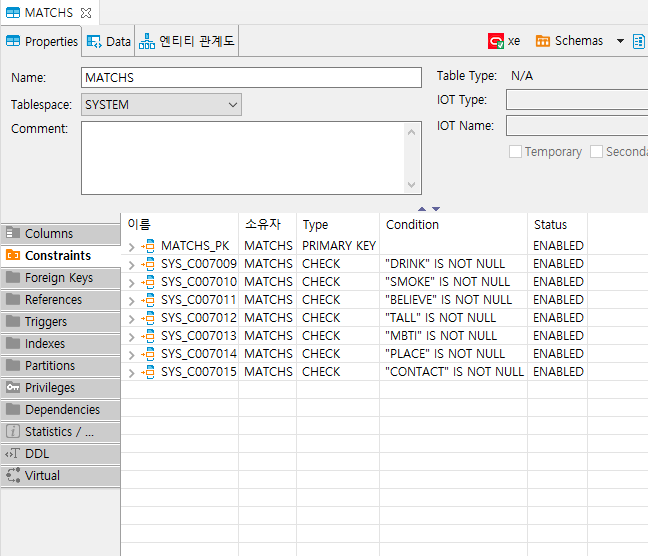 MATCHS
Properties Data 엔티티 관계도 xe Schemas
Name: MATCHS Table Type: N/A
Tablespace: SYSTEM IOT Type:
Comment: IOT Name:
Temporary Seconda
이름 소유자 Type Condition Status
Columns
Constraints
Foreign Keys
References
Triggers
Indexes
Partitions
Privileges
Dependencies
Statistics / ...
DDL
Virtual
MATCHS_PK MATCHS PRIMARY KEY ENABLED
SYS_C007009 MATCHS CHECK "DRINK" IS NOT NULL ENABLED
SYS_C007010 MATCHS CHECK "SMOKE" IS NOT NULL ENABLED
SYS_C007011 MATCHS CHECK "BELIEVE" IS NOT NULL ENABLED
SYS_C007012 MATCHS CHECK "TALL" IS NOT NULL ENABLED
SYS_C007013 MATCHS CHECK "MBTI" IS NOT NULL ENABLED
SYS_C007014 MATCHS CHECK "PLACE" IS NOT NULL ENABLED
SYS_C007015 MATCHS CHECK "CONTACT" IS NOT NULL ENABLED